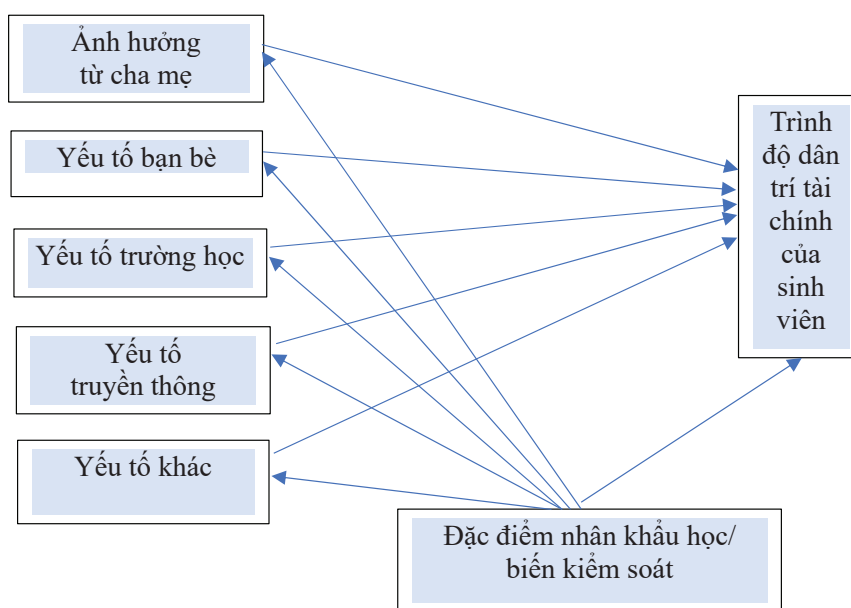 Ảnh hưởng
từ cha mẹ
Yếu tố bạn bè
Yếu tố trường học
Yếu tố
truyền thông
Yếu tố khác
Trình
độ dân
trí tài
chính
của
sinh
viên
Đặc điểm nhân khẩu học/
biến kiểm soát